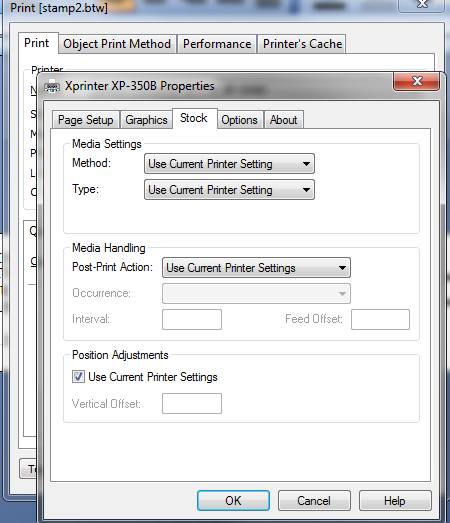 Print [stamp2.btw]
Print Object Print Method Performance Printer's Cache
Printer
Xprinter XP-350B Properties
Page Setup Graphics Stock Options About
Media Settings
Method: Use Current Printer Setting
Type: Use Current Printer Setting
Media Handling
Post-Print Action: Use Current Printer Settings
Occurrence:
Interval: Feed Offset:
Position Adjustments
Use Current Printer Settings
Vertical Offset:
OK Cancel Help